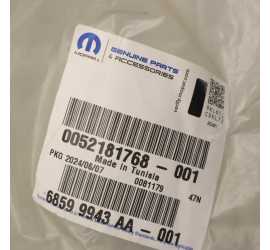 MOPAR
GENUINE PARTS
& ACCESSORIES
0052181768 - 001
Made in Tunisia
PKG 2024/06/07
0081179
47N
6859 9943 AA - 001